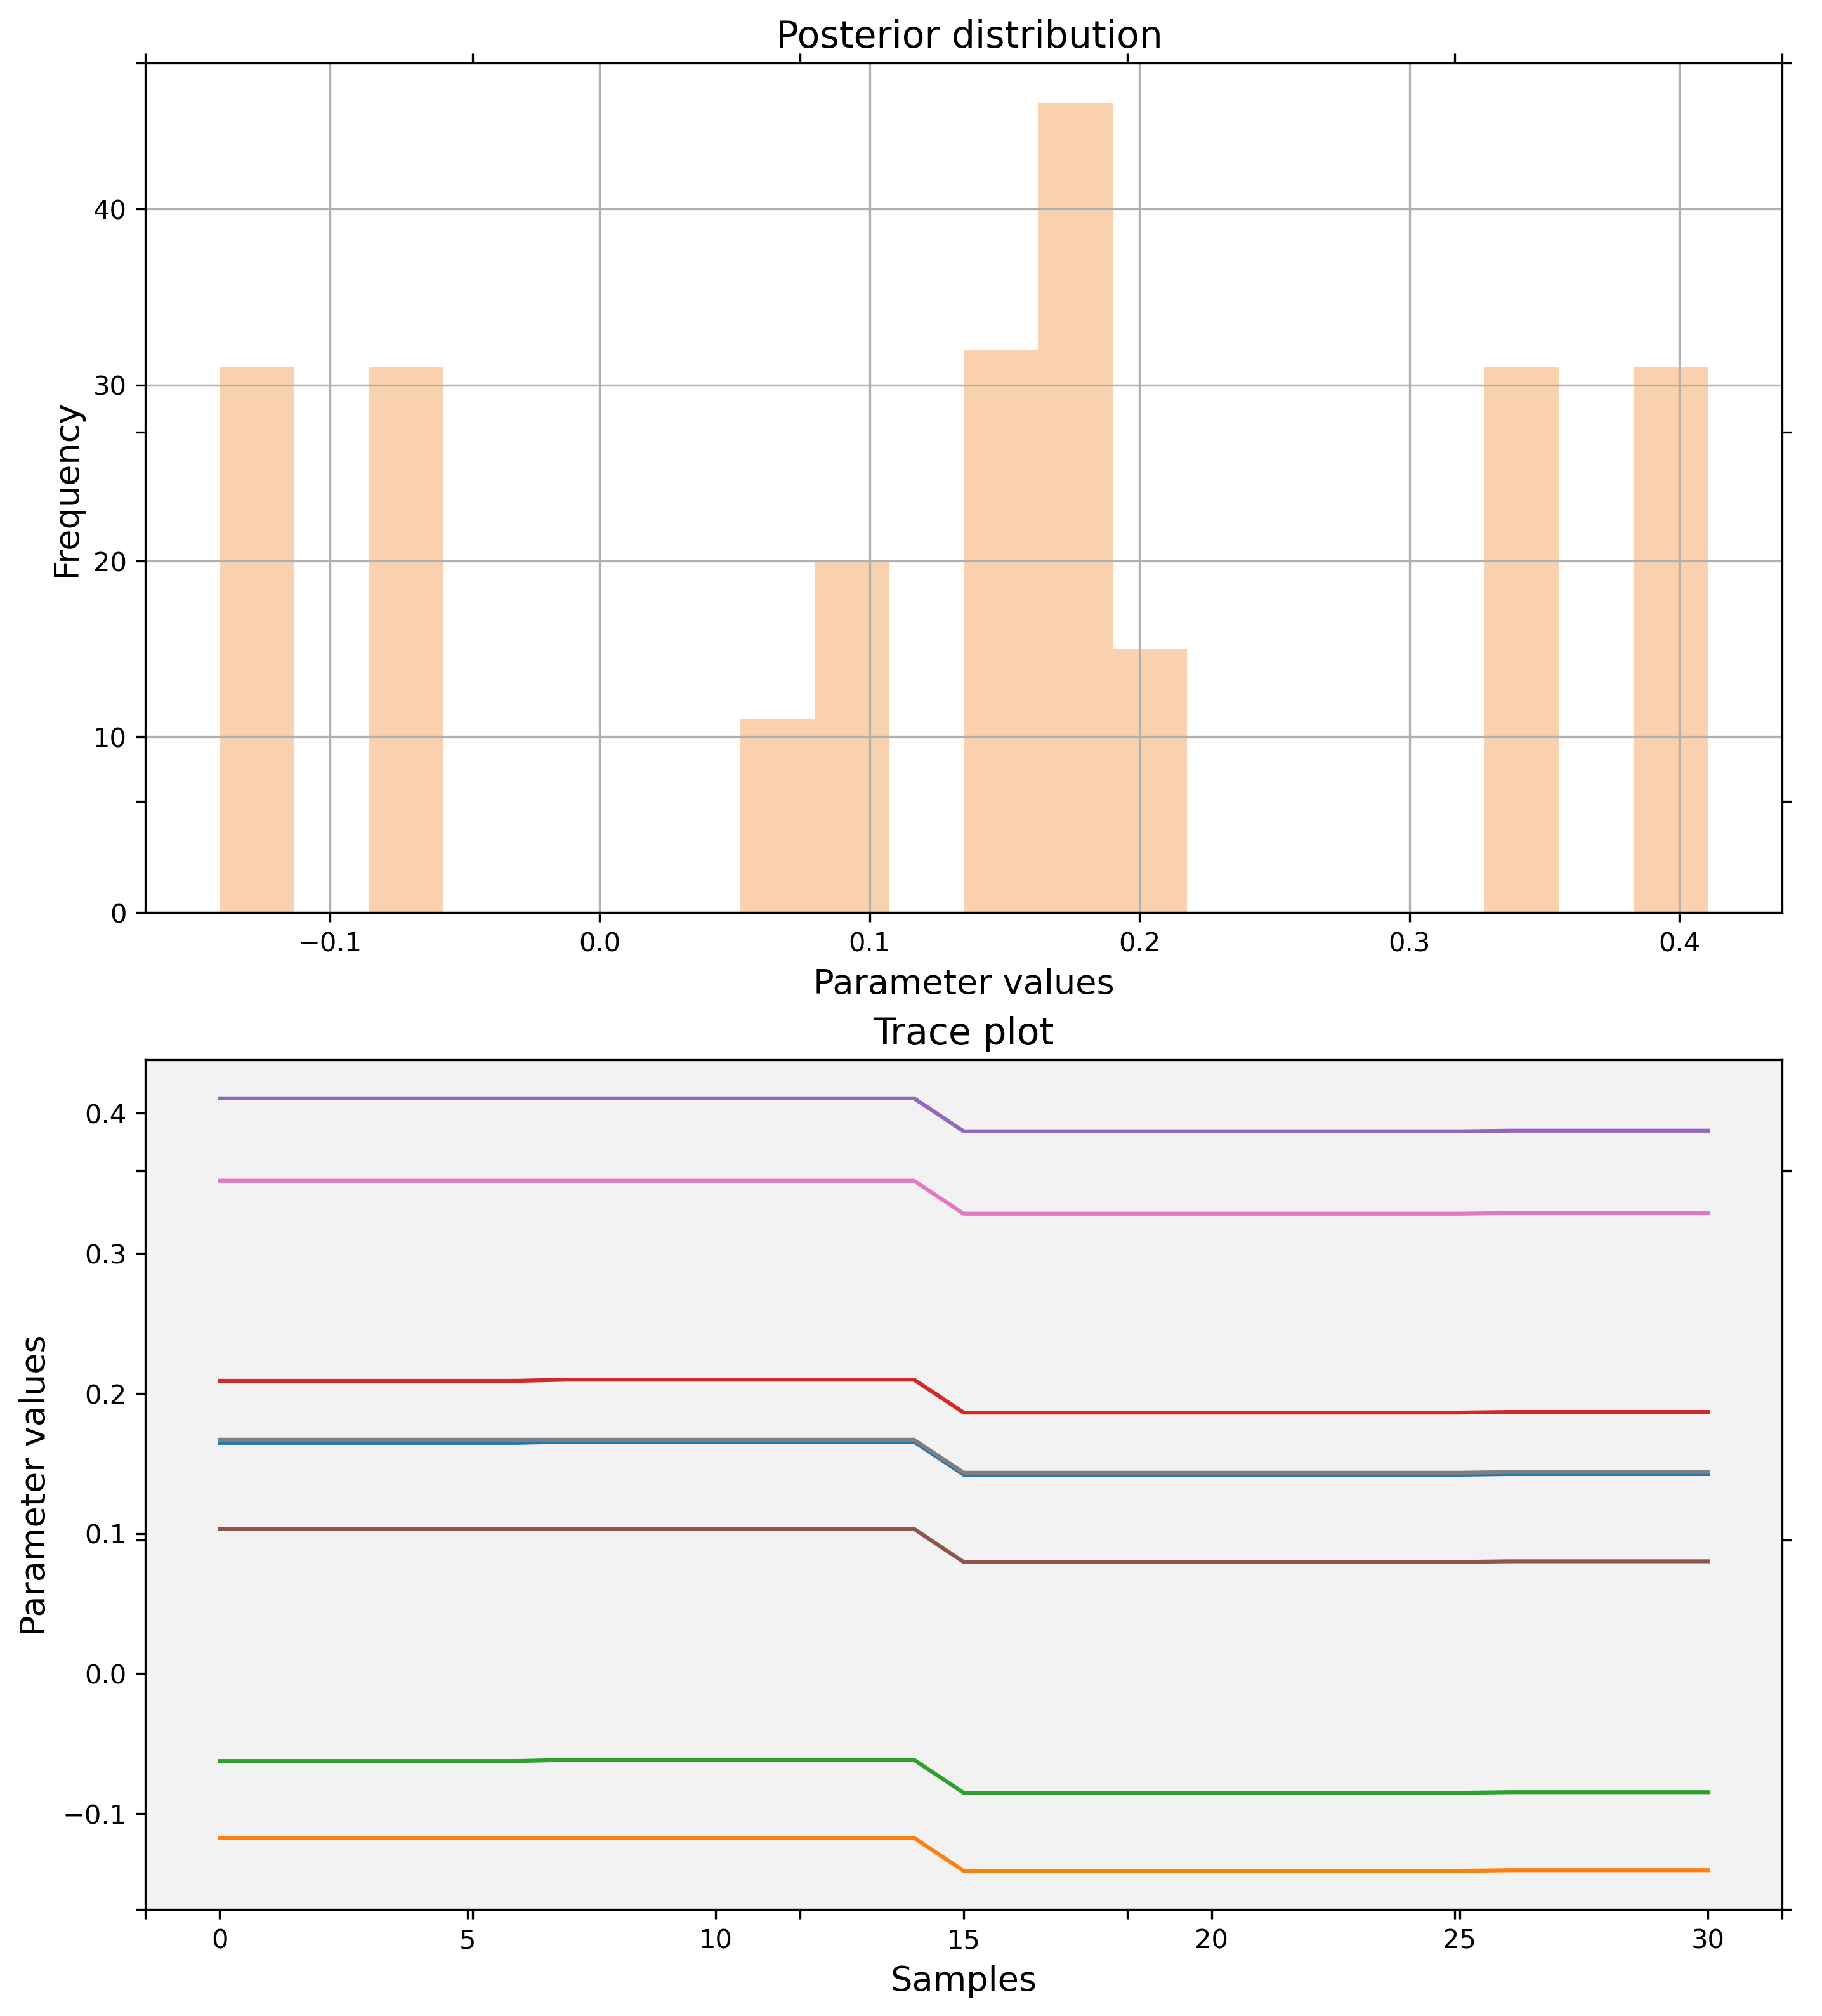 Posterior distribution
40
30
20
10
0
Frequency
−0.1 0.0 0.1 0.2 0.3 0.4
Parameter values
Trace plot
0.4
0.3
0.2
0.1
0.0
−0.1
Parameter values
0 5 10 15 20 25 30
Samples